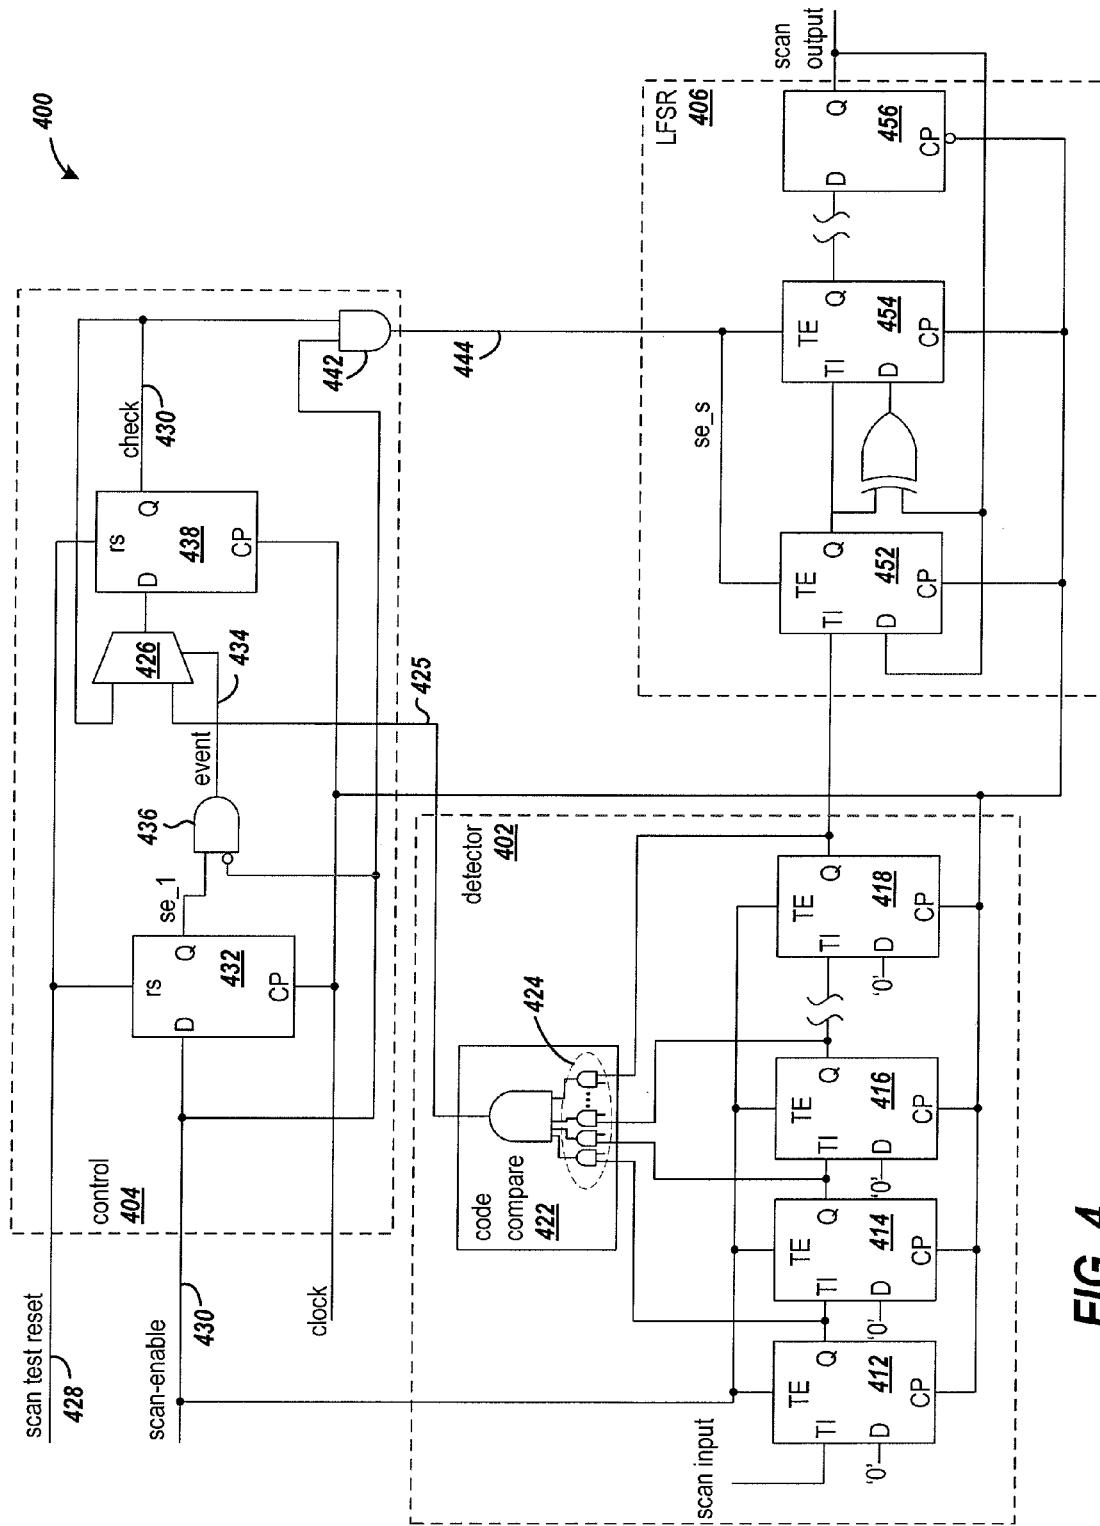 400
scan test reset
428
scan-enable
430
clock
control
404
D
rs
Q
432
CP
se_1
436
event
434
426
D
rs
Q
438
CP
check
430
442
444
425
detector
402
code
compare
422
424
scan input
TE
TI
Q
D
'0'
412
CP
TE
TI
Q
D
'0'
414
CP
TE
TI
Q
D
'0'
416
CP
TE
TI
Q
D
'0'
418
CP
LFSR
406
se_s
TE
TI
Q
D
452
CP
TE
TI
Q
D
454
CP
D
Q
456
CP
scan
output
FIG. 4